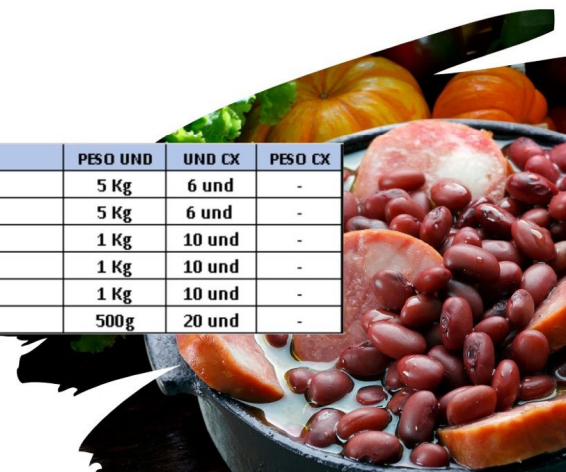 PESO UND UND CX PESO CX
5 Kg 6 und -
5 Kg 6 und -
1 Kg 10 und -
1 Kg 10 und -
1 Kg 10 und -
500g 20 und -